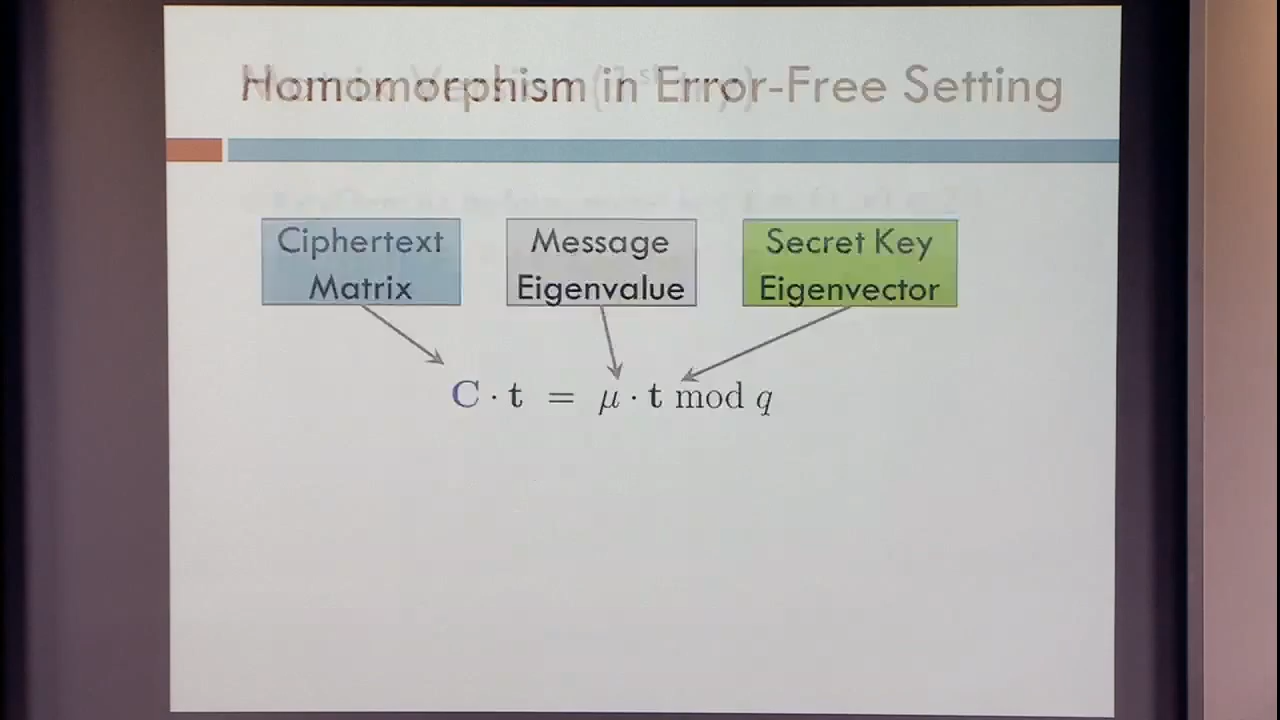 Homomorphism in Error-Free Setting
Ciphertext
Matrix
Message
Eigenvalue
Secret Key
Eigenvector
C · t = μ · t mod q